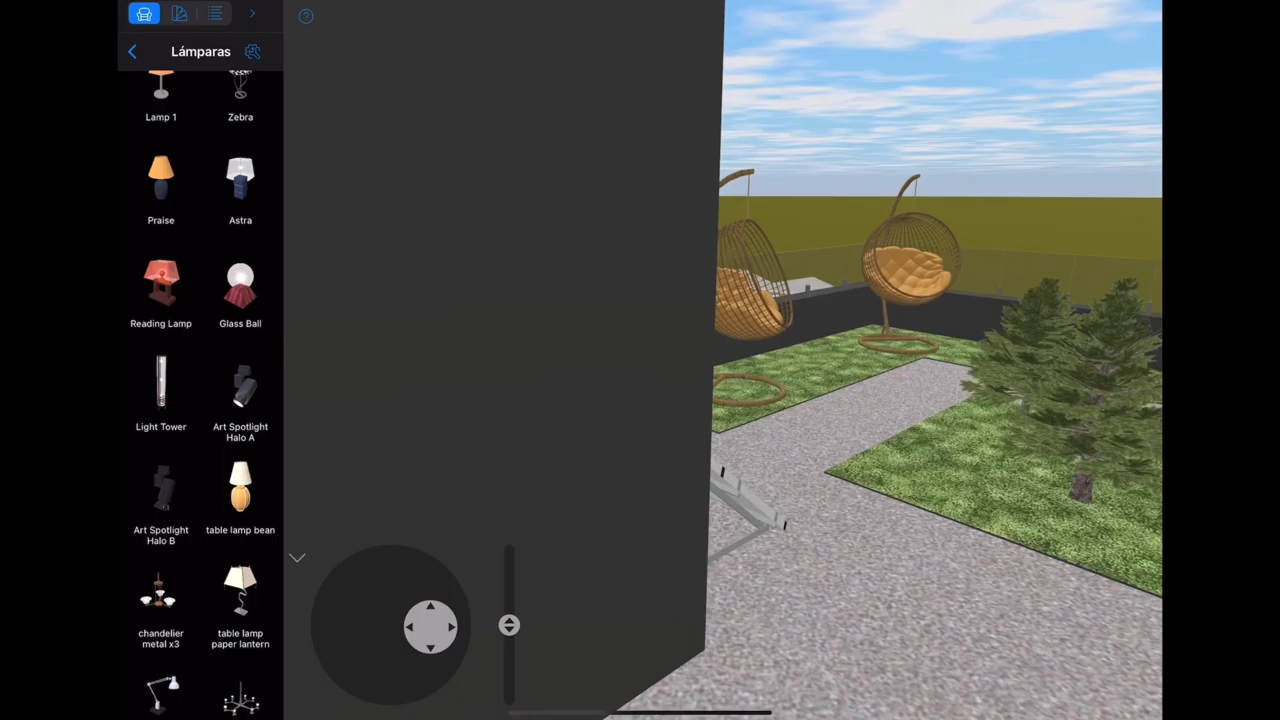 Lámparas
Lamp 1
Zebra
Praise
Astra
Reading Lamp
Glass Ball
Light Tower
Art Spotlight
Halo A
Art Spotlight
Halo B
table lamp bean
chandelier
metal x3
table lamp
paper lantern